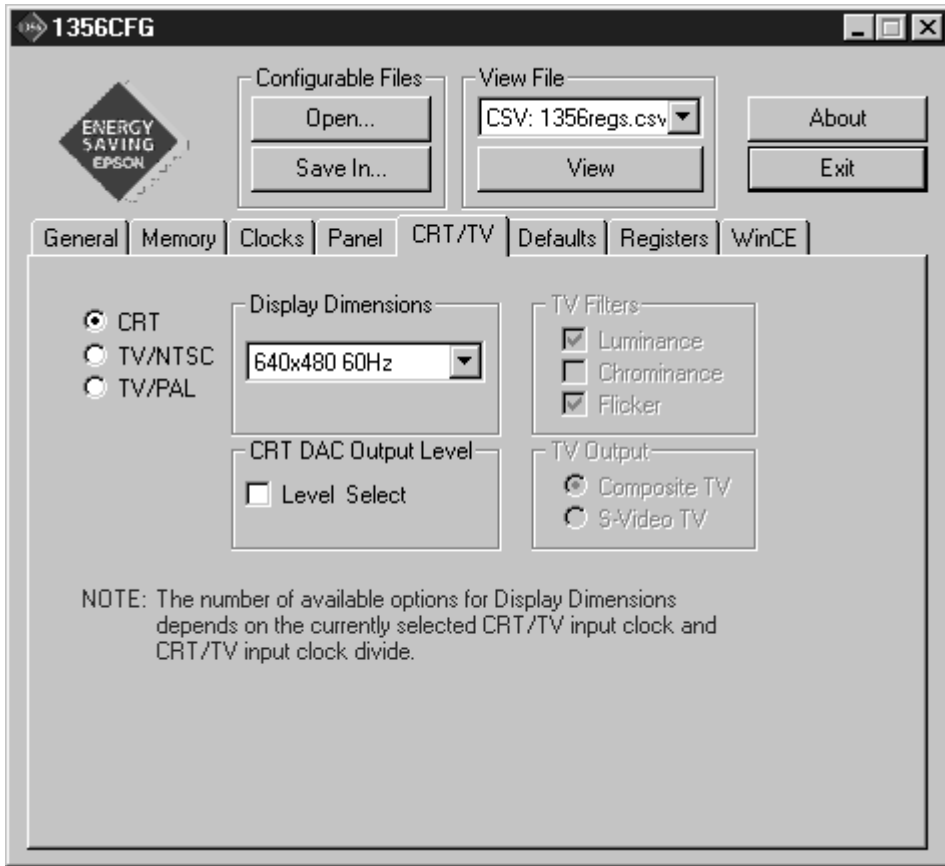 1356 1356CFG
ENERGY
SAVING
EPSON
Configurable Files
Open...
Save In...
View File
CSV: 1356regs.csv
View
About
Exit
General Memory Clocks Panel CRT/TV Defaults Registers WinCE
CRT
TV/NTSC
TV/PAL
Display Dimensions
640x480 60Hz
CRT DAC Output Level
Level Select
TV Filters
Luminance
Chrominance
Flicker
TV Output
Composite TV
S-Video TV
NOTE: The number of available options for Display Dimensions
depends on the currently selected CRT/TV input clock and
CRT/TV input clock divide.